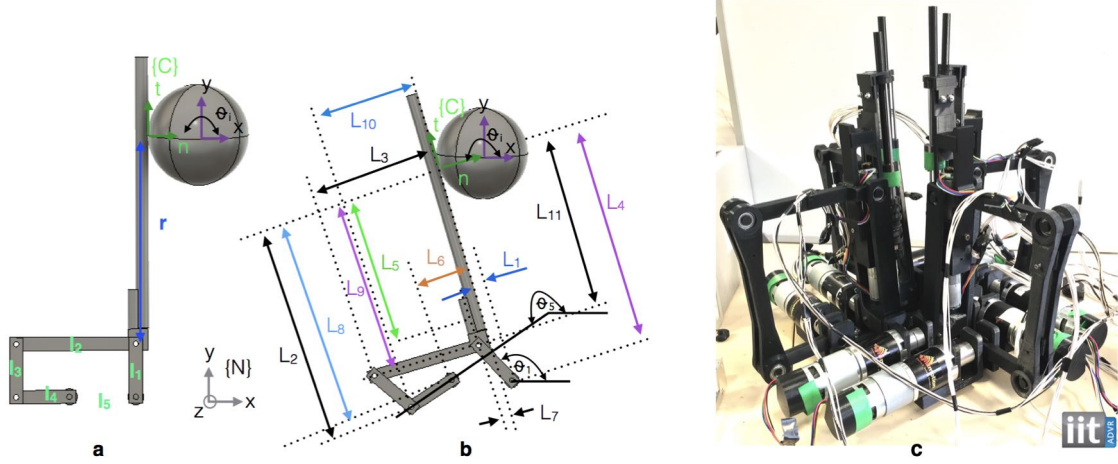 {C}
t
y
ϑi
x
n
r
l2
l3
l1
l4
l5
y
{N}
z
x
a
L10
{C}
t
y
ϑi
x
n
L3
L11
L4
L5
L6
L1
L9
L8
L2
ϑ5
ϑ1
L7
b
iit
ADVR
c